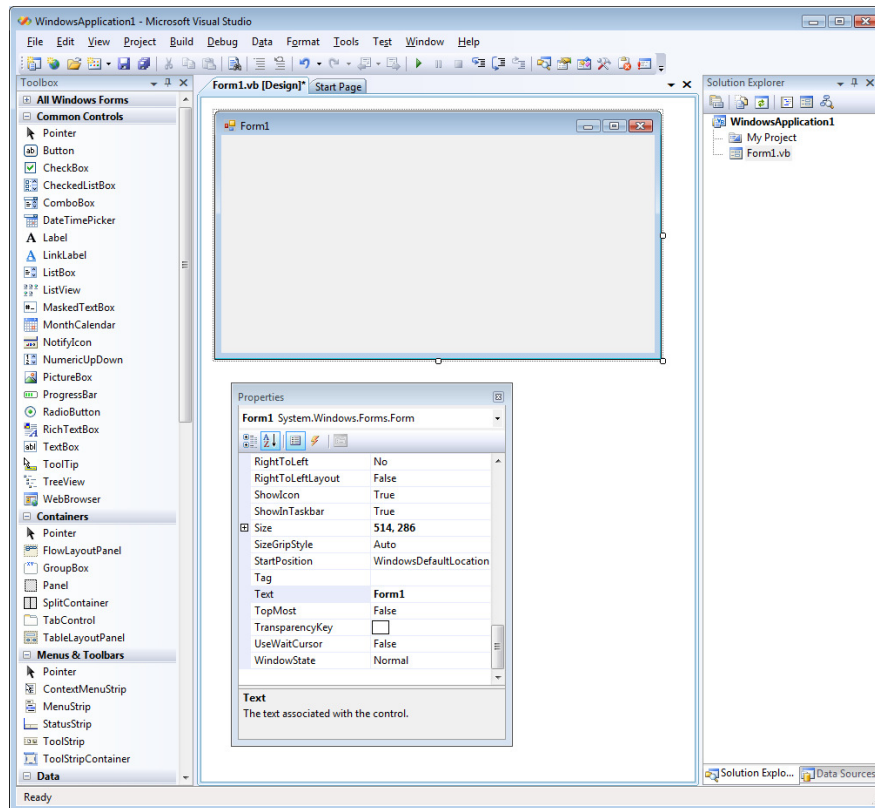 WindowsApplication1 - Microsoft Visual Studio
File Edit View Project Build Debug Data Format Tools Test Window Help
Toolbox
All Windows Forms
Common Controls
Pointer
Button
CheckBox
CheckedListBox
ComboBox
DateTimePicker
Label
LinkLabel
ListBox
ListView
MaskedTextBox
MonthCalendar
NotifyIcon
NumericUpDown
PictureBox
ProgressBar
RadioButton
RichTextBox
TextBox
ToolTip
TreeView
WebBrowser
Containers
Pointer
FlowLayoutPanel
GroupBox
Panel
SplitContainer
TabControl
TableLayoutPanel
Menus & Toolbars
Pointer
ContextMenuStrip
MenuStrip
StatusStrip
ToolStrip
ToolStripContainer
Data
Form1.vb [Design]* Start Page
Form1
Properties
Form1 System.Windows.Forms.Form
RightToLeft No
RightToLeftLayout False
ShowIcon True
ShowInTaskbar True
Size 514, 286
SizeGripStyle Auto
StartPosition WindowsDefaultLocation
Tag
Text Form1
TopMost False
TransparencyKey
UseWaitCursor False
WindowState Normal
Text
The text associated with the control.
Solution Explorer
WindowsApplication1
My Project
Form1.vb
Solution Explo... Data Sources
Ready